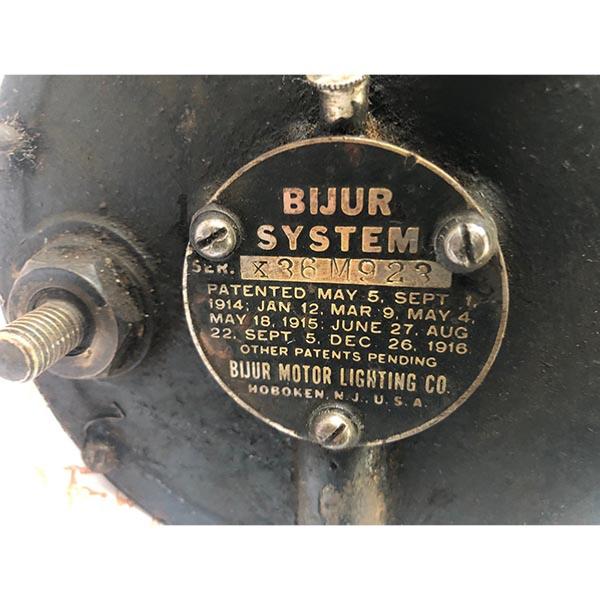 BIJUR
SYSTEM
SER. X36M923
PATENTED MAY 5, SEPT 1,
1914; JAN 12, MAR 9, MAY 4,
MAY 18, 1915; JUNE 27, AUG
22, SEPT 5, DEC 26, 1916
OTHER PATENTS PENDING
BIJUR MOTOR LIGHTING CO.
HOBOKEN, N.J., U.S.A.